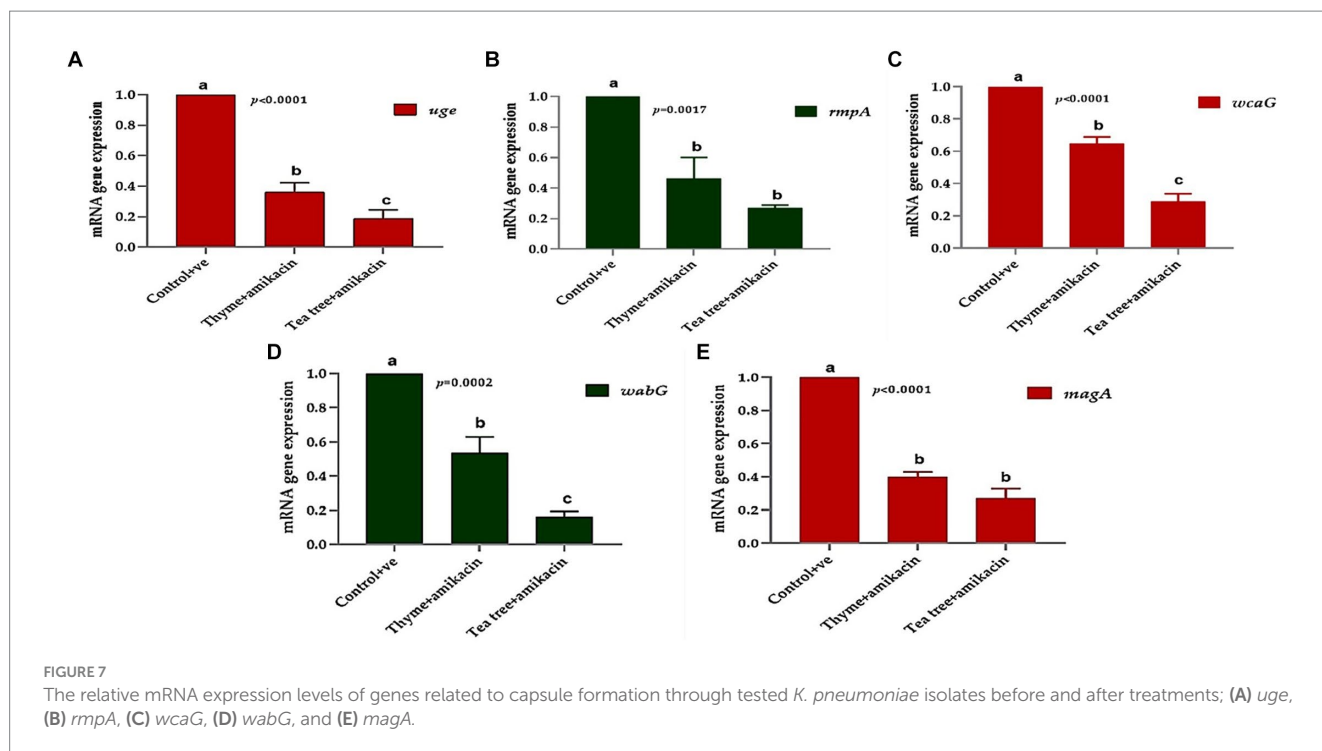 A
a
p<0.0001
uge
mRNA gene expression
1.0
0.8
0.6
0.4
0.2
0.0
b
c
Control+ve
Thyme+amikacin
Tea tree+amikacin
B
a
p=0.0017
rmpA
mRNA gene expression
1.0
0.8
0.6
0.4
0.2
0.0
b
b
Control+ve
Thyme+amikacin
Tea tree+amikacin
C
a
p<0.0001
wcaG
mRNA gene expression
1.0
0.8
0.6
0.4
0.2
0.0
b
c
Control+ve
Thyme+amikacin
Tea tree+amikacin
D
a
p=0.0002
wabG
mRNA gene expression
1.0
0.8
0.6
0.4
0.2
0.0
b
c
Control+ve
Thyme+amikacin
Tea tree+amikacin
E
a
p<0.0001
magA
mRNA gene expression
1.0
0.8
0.6
0.4
0.2
0.0
b
b
Control+ve
Thyme+amikacin
Tea tree+amikacin
FIGURE 7
The relative mRNA expression levels of genes related to capsule formation through tested K. pneumoniae isolates before and after treatments; (A) uge,
(B) rmpA, (C) wcaG, (D) wabG, and (E) magA.